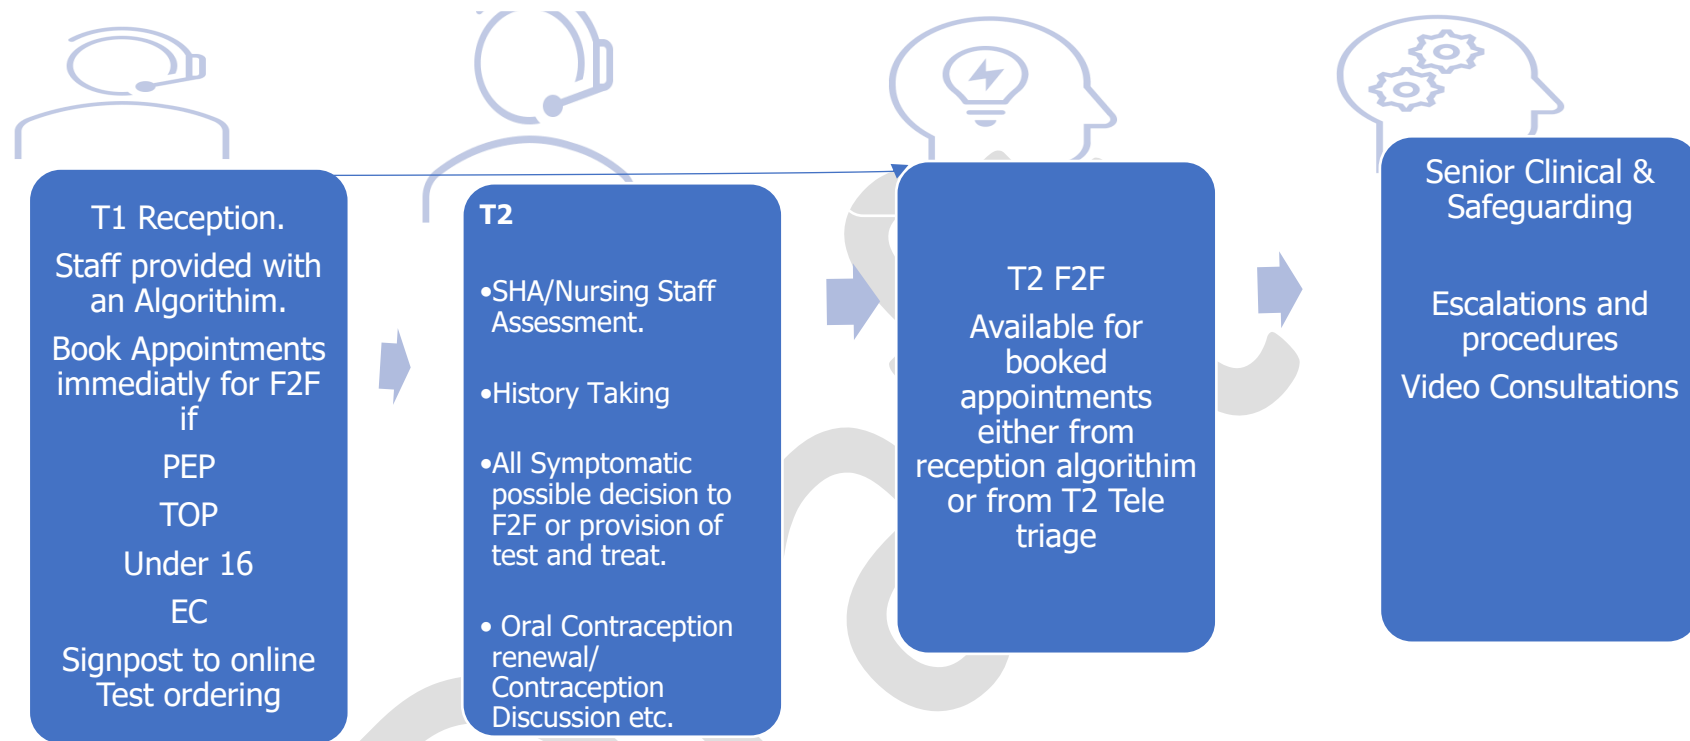 T1 Reception.
Staff provided with
an Algorithim.
Book Appointments
immediatly for F2F
if
PEP
TOP
Under 16
EC
Signpost to online
Test ordering
T2
•SHA/Nursing Staff
Assessment.
•History Taking
•All Symptomatic
possible decision to
F2F or provision of
test and treat.
• Oral Contraception
renewal/
Contraception
Discussion etc.
T2 F2F
Available for
booked
appointments
either from
reception algorithim
or from T2 Tele
triage
Senior Clinical &
Safeguarding
Escalations and
procedures
Video Consultations